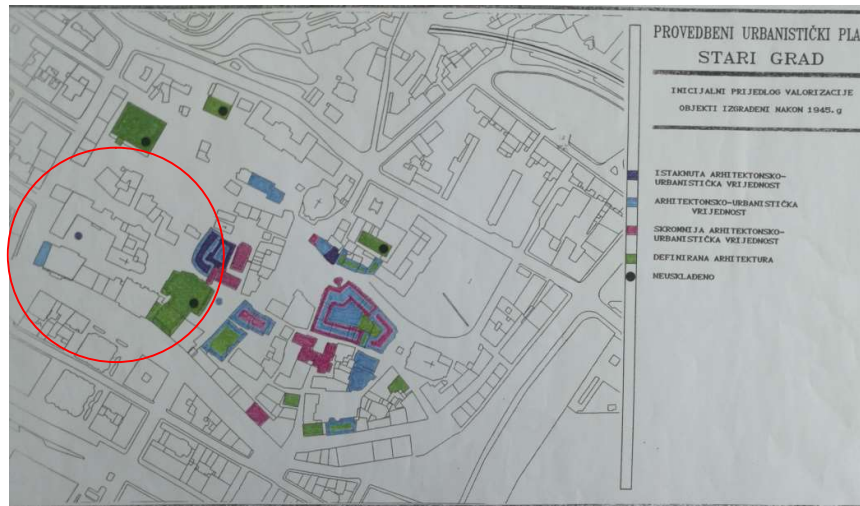 PROVEDBENI URBANISTIČKI PLA
STARI GRAD
INICIJALNI PRIJEDLOG VALORIZACIJE
OBJEKTI IZGRAĐENI NAKON 1945.g
ISTAKNUTA ARHITEKTONSKO-
URBANISTIČKA VRIJEDNOST
ARHITEKTONSKO-URBANISTIČKA
VRIJEDNOST
SKROMNIJA ARHITEKTONSKO-
URBANISTIČKA VRIJEDNOST
DEFINIRANA ARHITEKTURA
NEUSKLAĐENO